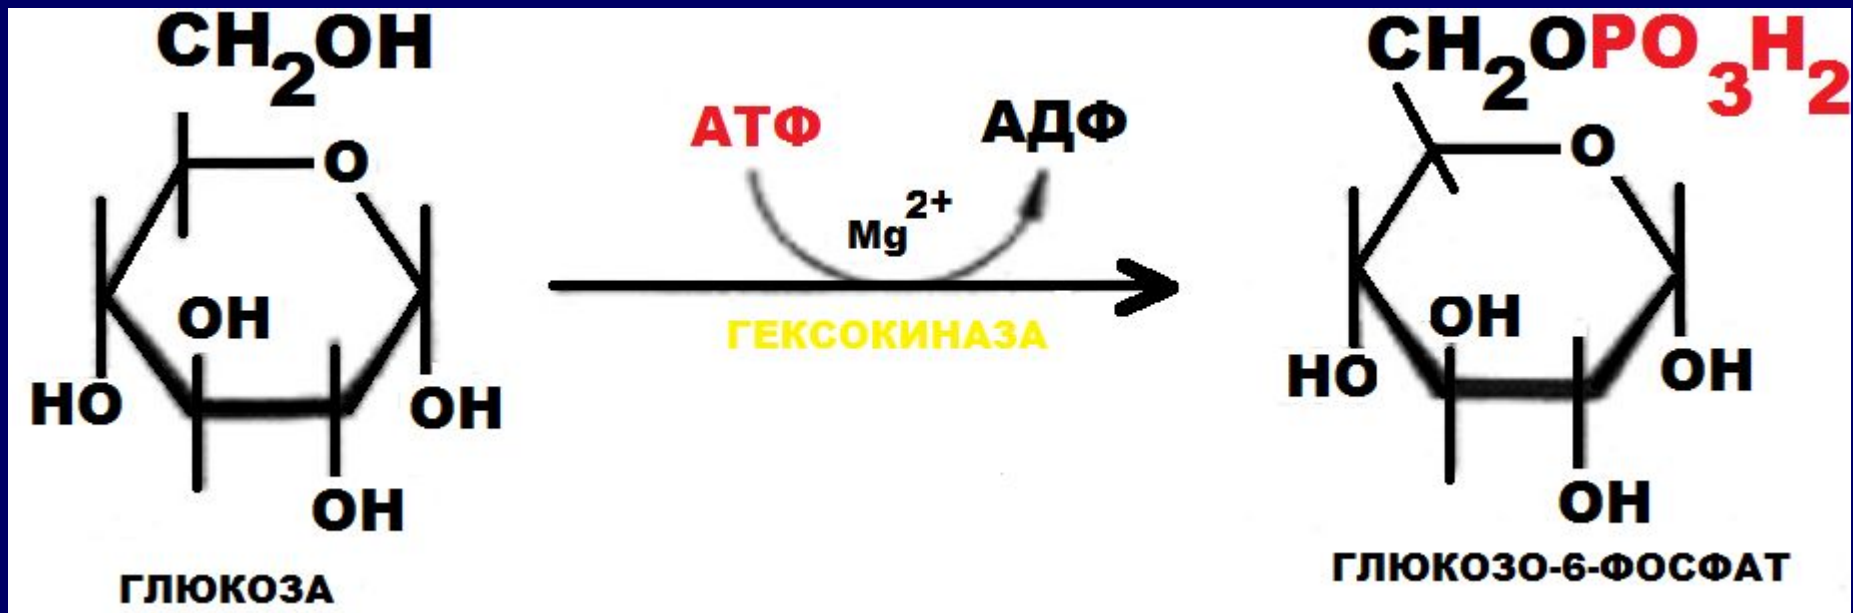 CH2OH
O
OH
HO
OH
OH
ГЛЮКОЗА
АТФ
АДФ
Mg2+
ГЕКСОКИНАЗА
CH2OPO3H2
O
OH
HO
OH
OH
ГЛЮКОЗО-6-ФОСФАТ